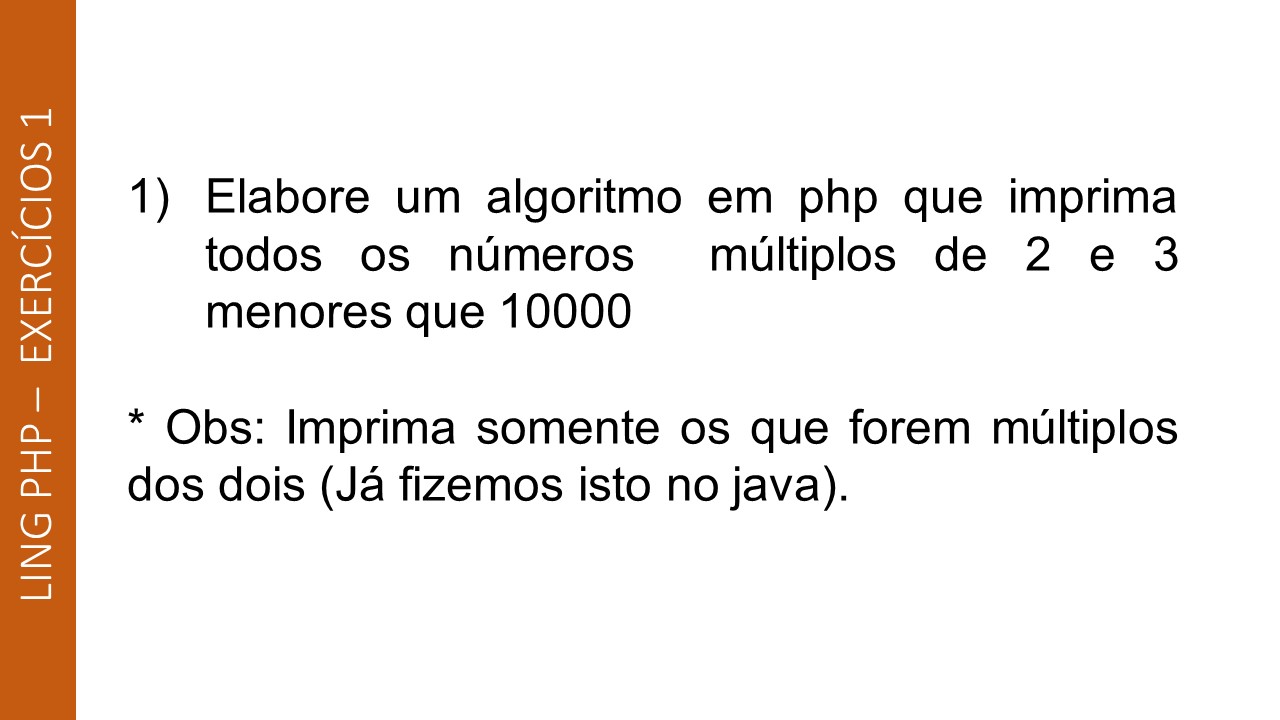 LING PHP – EXERCÍCIOS 1
1) Elabore um algoritmo em php que imprima
todos os números múltiplos de 2 e 3
menores que 10000
* Obs: Imprima somente os que forem múltiplos
dos dois (Já fizemos isto no java).